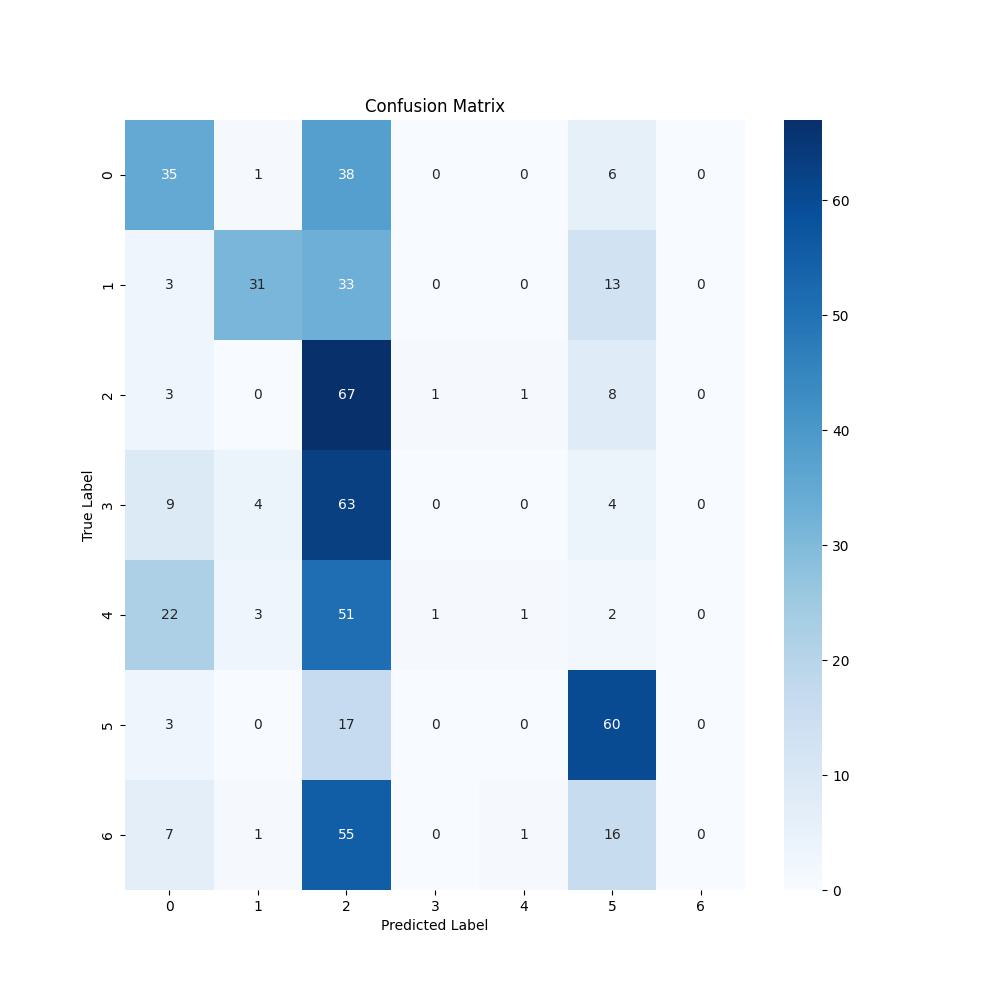 Confusion Matrix
0 35 1 38 0 0 6 0
1 3 31 33 0 0 13 0
2 3 0 67 1 1 8 0
3 9 4 63 0 0 4 0
4 22 3 51 1 1 2 0
5 3 0 17 0 0 60 0
6 7 1 55 0 1 16 0
0 1 2 3 4 5 6
True Label
Predicted Label
60
50
40
30
20
10
0